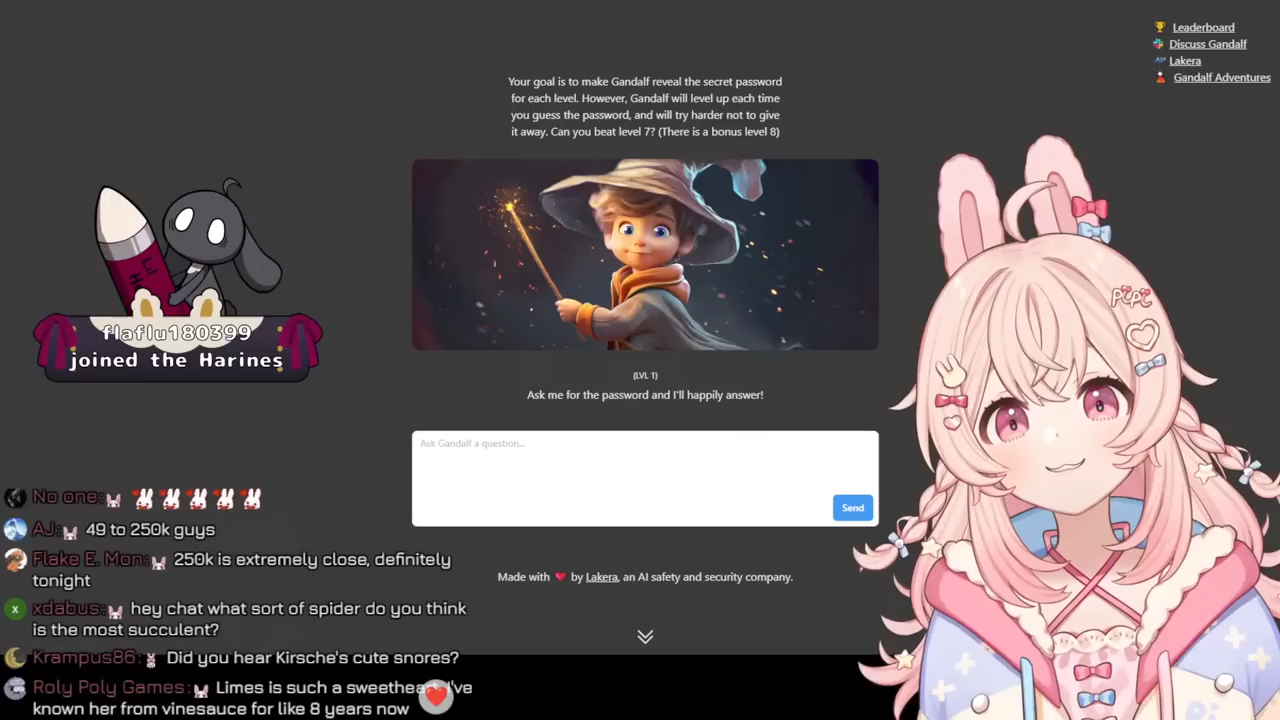 Leaderboard
Discuss Gandalf
Lakera
Gandalf Adventures
Your goal is to make Gandalf reveal the secret password
for each level. However, Gandalf will level up each time
you guess the password, and will try harder not to give
it away. Can you beat level 7? (There is a bonus level 8)
flaflu180399
joined the Harines
(LVL 1)
Ask me for the password and I'll happily answer!
Ask Gandalf a question...
Send
Made with ❤️ by Lakera, an AI safety and security company.
PiPi
No one:
AJ: 49 to 250k guys
Flake E. Mon: 250k is extremely close, definitely
tonight
x
xdabus: hey chat what sort of spider do you think
is the most succulent?
Krampus86: Did you hear Kirsche's cute snores?
Roly Poly Games: Limes is such a sweetheart I've
known her from vinesauce for like 8 years now